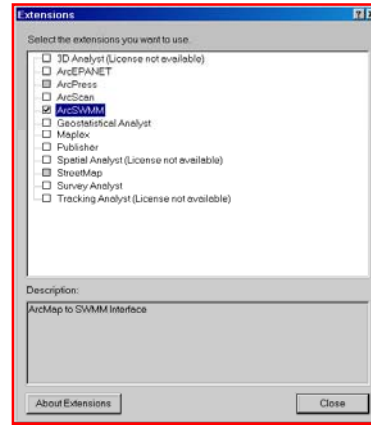 Extensions
Select the extensions you want to use.
3D Analyst (License not available)
ArcEPANET
ArcPress
ArcScan
ArcSWMM
Geostatistical Analyst
Maplex
Publisher
Spatial Analyst (License not available)
StreetMap
Survey Analyst
Tracking Analyst (License not available)
Description:
ArcMap to SWMM Interface
About Extensions
Close